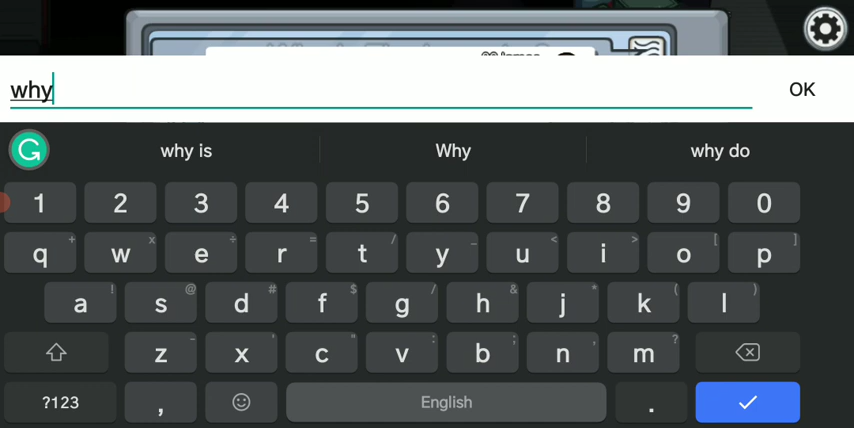 why
OK
why is Why why do
1 2 3 4 5 6 7 8 9 0
q + w x e ÷ r = t / y _ u < i > o [ p ]
a ! s @ d # f $ g / h & j * k ( l )
z - x ' c " v : b ; n , m ?
?123 , English .